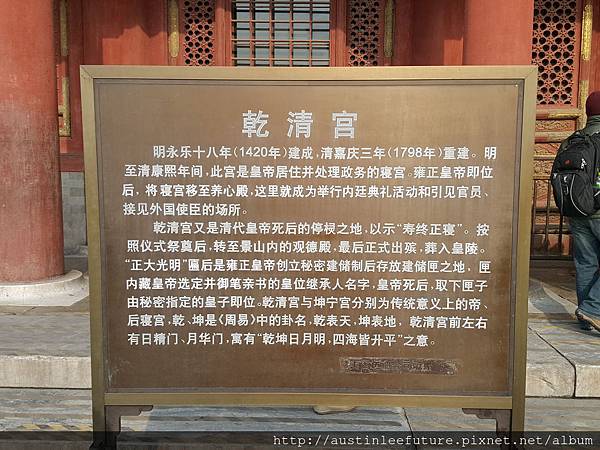 乾清宫
明永乐十八年(1420年)建成,清嘉庆三年(1798年)重建。明
至清康熙年间,此宫是皇帝居住并处理政务的寝宫。雍正皇帝即位
后,将寝宫移至养心殿,这里就成为举行内廷典礼活动和引见官员、
接见外国使臣的场所。
乾清宫又是清代皇帝死后的停柩之地,以示“寿终正寝”。按
照仪式祭奠后,转至景山内的观德殿,最后正式出殡,葬入皇陵。
“正大光明”匾后是雍正皇帝创立秘密建储制后存放建储匣之地,匣
内藏皇帝选定并御笔亲书的皇位继承人名字,皇帝死后,取下匣子
由秘密指定的皇子即位。乾清宫与坤宁宫分别为传统意义上的帝、
后寝宫,乾、坤是《周易》中的卦名,乾表天,坤表地,乾清宫前左右
有日精门、月华门,寓有“乾坤日月明,四海皆升平”之意。
http://austinleefuture.pixnet.net/album